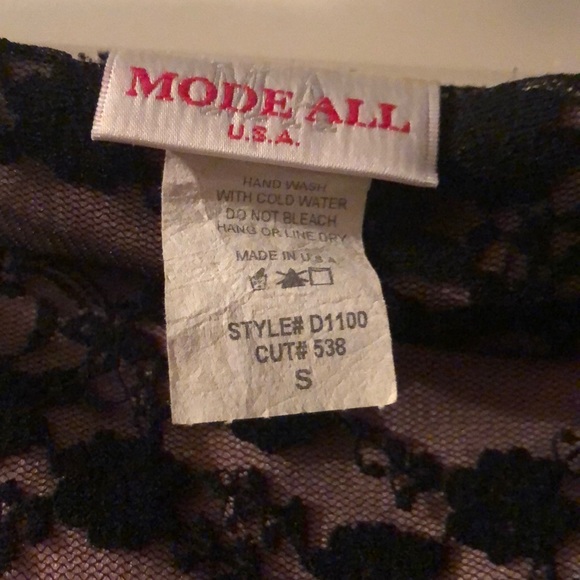 MODE ALL
U.S.A.
HAND WASH
WITH COLD WATER
DO NOT BLEACH
HANG OR LINE DRY
MADE IN U.S.A.
STYLE# D1100
CUT# 538
S